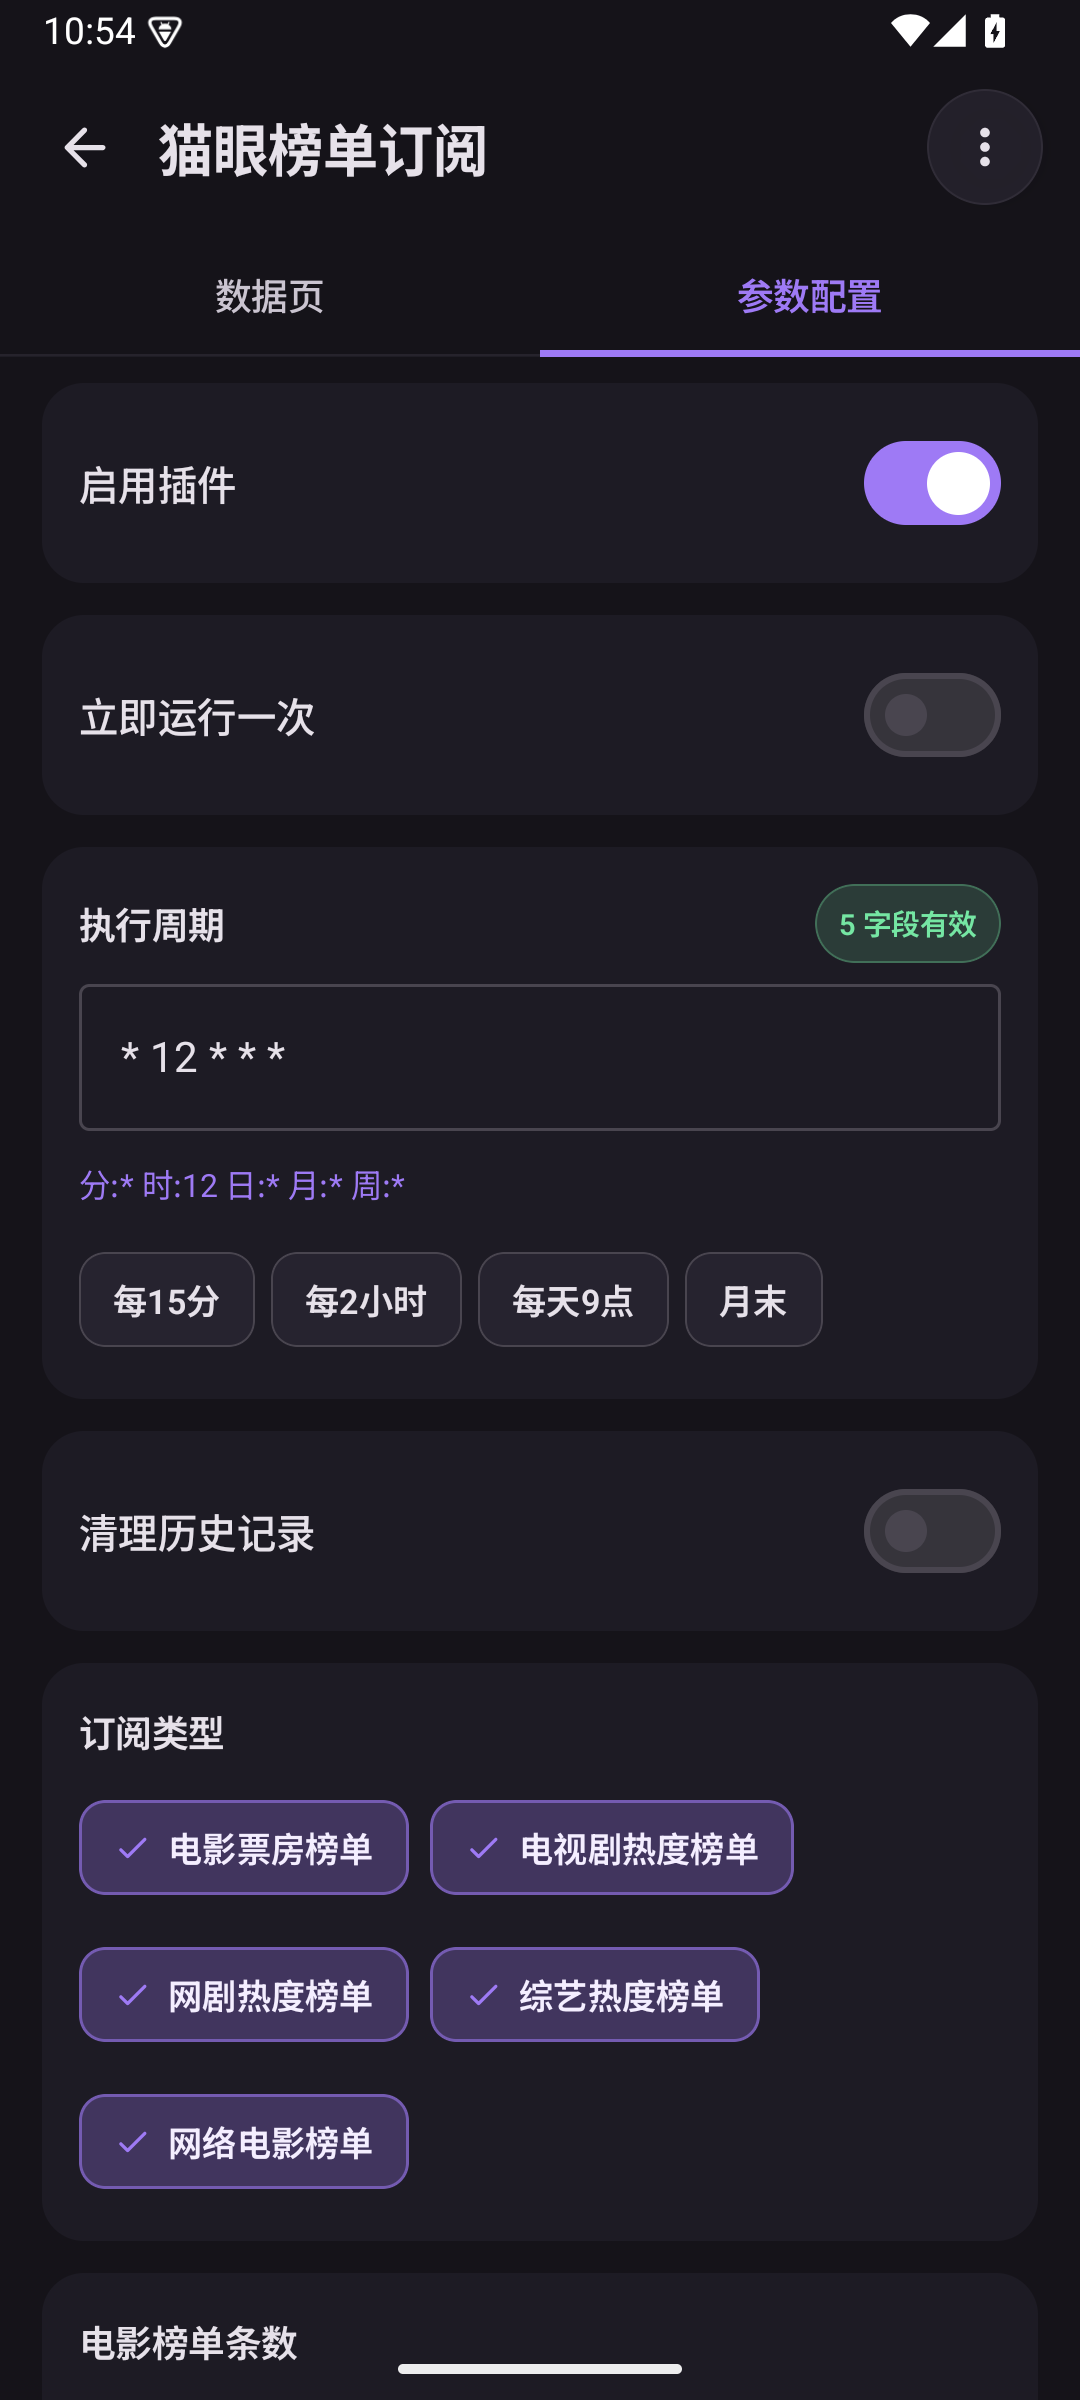 10:54
猫眼榜单订阅
数据页
参数配置
启用插件
立即运行一次
执行周期
5 字段有效
* 12 * * *
分:* 时:12 日:* 月:* 周:*
每15分
每2小时
每天9点
月末
清理历史记录
订阅类型
电影票房榜单
电视剧热度榜单
网剧热度榜单
综艺热度榜单
网络电影榜单
电影榜单条数